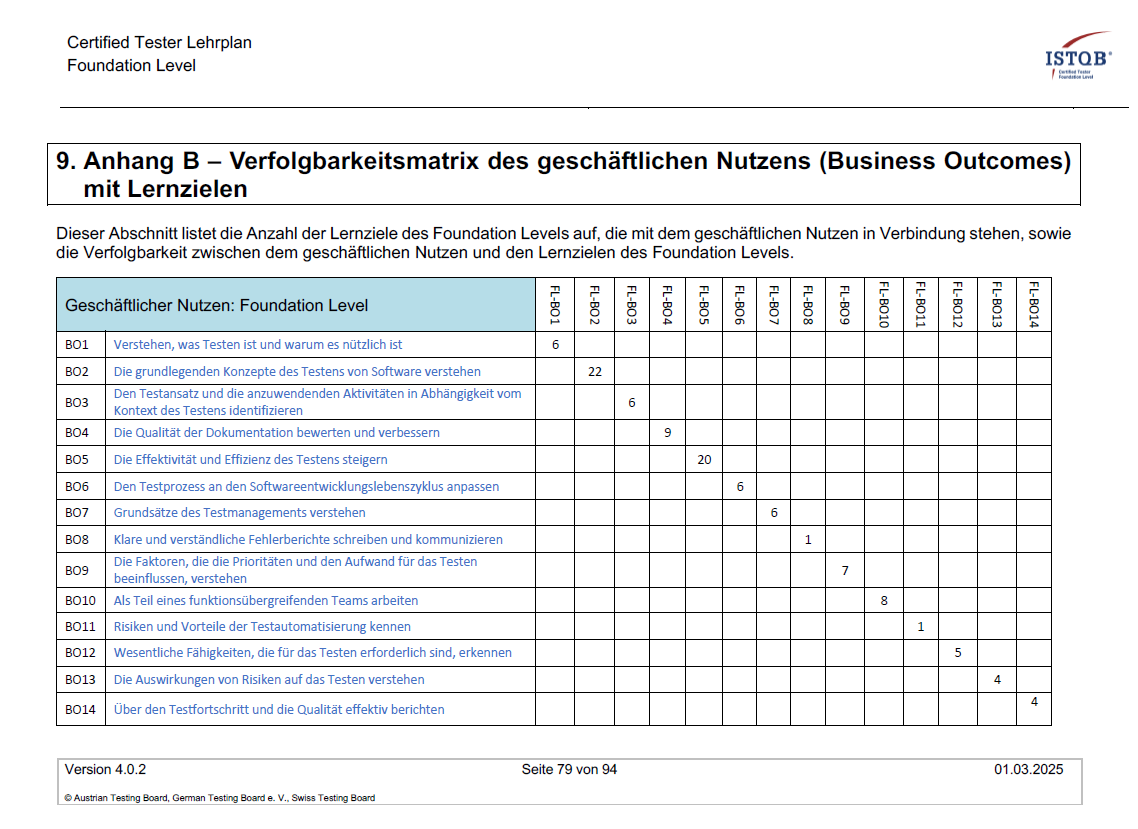 Certified Tester Lehrplan
Foundation Level
ISTQB®
Certified Tester
Foundation Level
9. Anhang B – Verfolgbarkeitsmatrix des geschäftlichen Nutzens (Business Outcomes)
mit Lernzielen
Dieser Abschnitt listet die Anzahl der Lernziele des Foundation Levels auf, die mit dem geschäftlichen Nutzen in Verbindung stehen, sowie
die Verfolgbarkeit zwischen dem geschäftlichen Nutzen und den Lernzielen des Foundation Levels.
Geschäftlicher Nutzen: Foundation Level FL-BO1 FL-BO2 FL-BO3 FL-BO4 FL-BO5 FL-BO6 FL-BO7 FL-BO8 FL-BO9 FL-BO10 FL-BO11 FL-BO12 FL-BO13 FL-BO14
BO1 Verstehen, was Testen ist und warum es nützlich ist 6
BO2 Die grundlegenden Konzepte des Testens von Software verstehen 22
BO3 Den Testansatz und die anzuwendenden Aktivitäten in Abhängigkeit vom
Kontext des Testens identifizieren 6
BO4 Die Qualität der Dokumentation bewerten und verbessern 9
BO5 Die Effektivität und Effizienz des Testens steigern 20
BO6 Den Testprozess an den Softwareentwicklungslebenszyklus anpassen 6
BO7 Grundsätze des Testmanagements verstehen 6
BO8 Klare und verständliche Fehlerberichte schreiben und kommunizieren 1
BO9 Die Faktoren, die die Prioritäten und den Aufwand für das Testen
beeinflussen, verstehen 7
BO10 Als Teil eines funktionsübergreifenden Teams arbeiten 8
BO11 Risiken und Vorteile der Testautomatisierung kennen 1
BO12 Wesentliche Fähigkeiten, die für das Testen erforderlich sind, erkennen 5
BO13 Die Auswirkungen von Risiken auf das Testen verstehen 4
BO14 Über den Testfortschritt und die Qualität effektiv berichten 4
Version 4.0.2 Seite 79 von 94 01.03.2025
© Austrian Testing Board, German Testing Board e. V., Swiss Testing Board